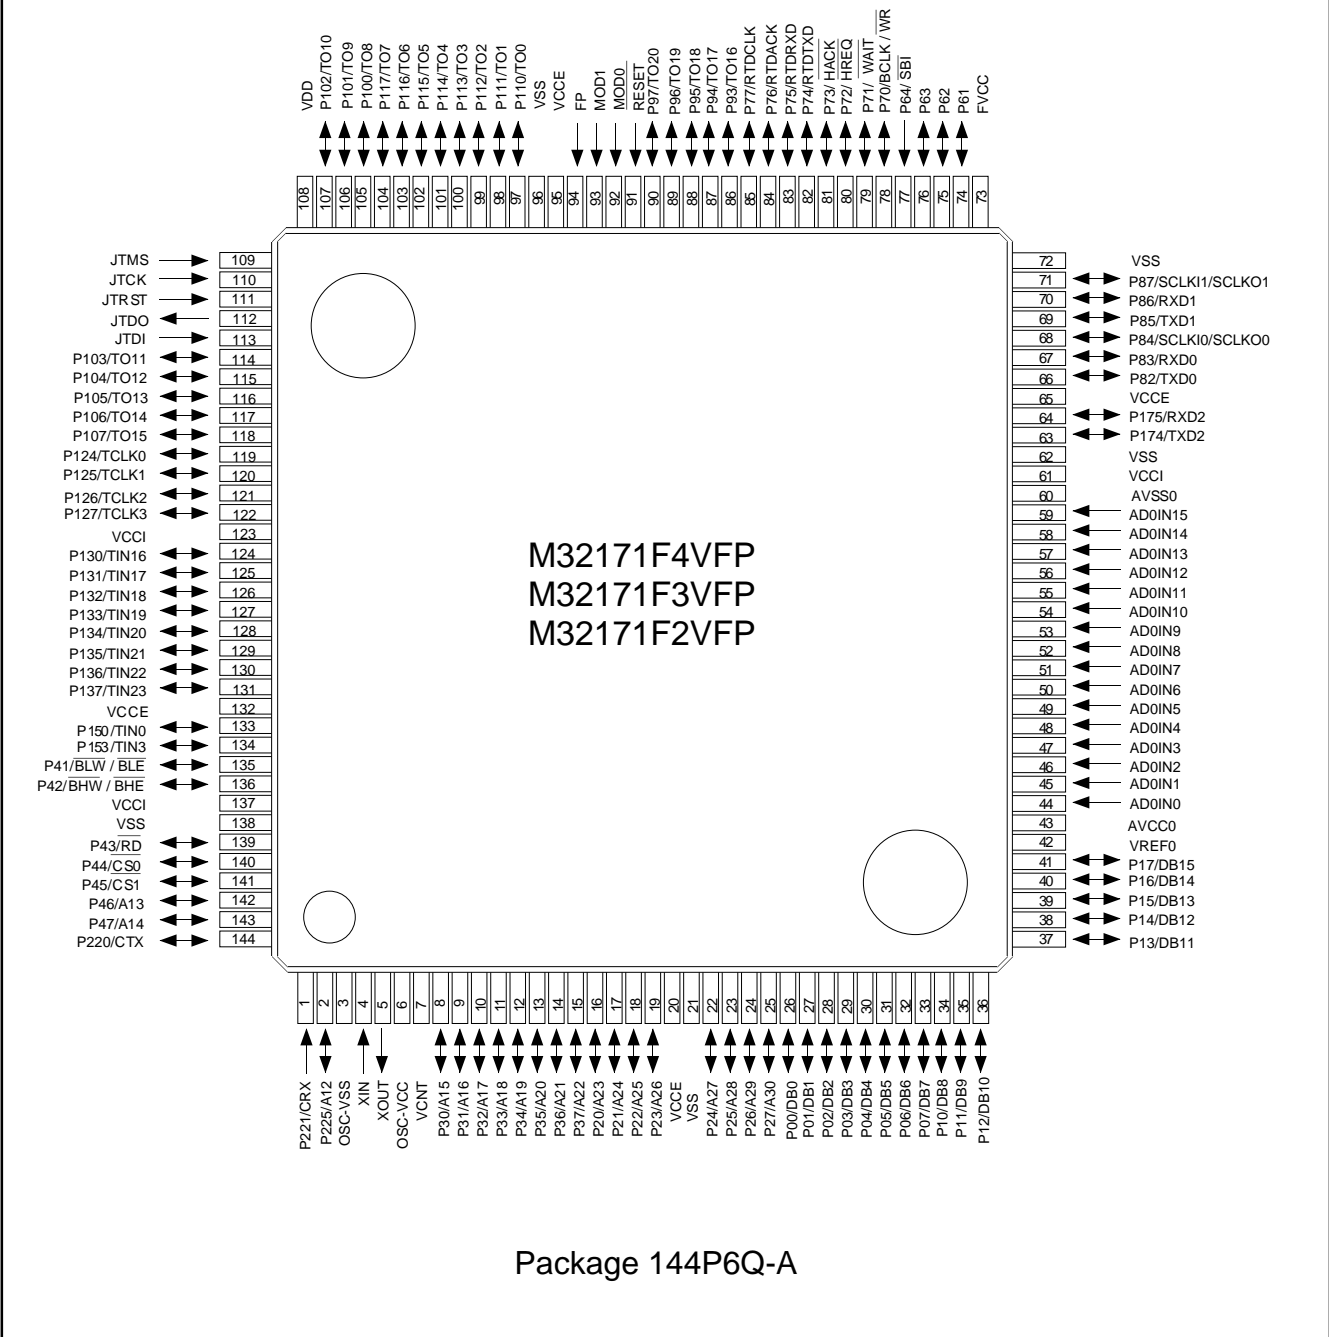 VDD
P102/TO10
P101/TO9
P100/TO8
P117/TO7
P116/TO6
P115/TO5
P114/TO4
P113/TO3
P112/TO2
P111/TO1
P110/TO0
VSS
VCCE
FP
MOD1
MOD0
RESET
P97/TO20
P96/TO19
P95/TO18
P94/TO17
P93/TO16
P77/RTDCLK
P76/RTDACK
P75/RTDRXD
P74/RTDTXD
P73/ HACK
P72/ HREQ
P71/ WAIT
P70/BCLK / WR
P64/ SBI
P63
P62
P61
FVCC
108
107
106
105
104
103
102
101
100
99
98
97
96
95
94
93
92
91
90
89
88
87
86
85
84
83
82
81
80
79
78
77
76
75
74
73
JTMS 109
JTCK 110
JTRST 111
JTDO 112
JTDI 113
P103/TO11 114
P104/TO12 115
P105/TO13 116
P106/TO14 117
P107/TO15 118
P124/TCLK0 119
P125/TCLK1 120
P126/TCLK2 121
P127/TCLK3 122
VCCI 123
P130/TIN16 124
P131/TIN17 125
P132/TIN18 126
P133/TIN19 127
P134/TIN20 128
P135/TIN21 129
P136/TIN22 130
P137/TIN23 131
VCCE 132
P150/TIN0 133
P153/TIN3 134
P41/BLW / BLE 135
P42/BHW / BHE 136
VCCI 137
VSS 138
P43/RD 139
P44/CS0 140
P45/CS1 141
P46/A13 142
P47/A14 143
P220/CTX 144
M32171F4VFP
M32171F3VFP
M32171F2VFP
72 VSS
71 P87/SCLKI1/SCLKO1
70 P86/RXD1
69 P85/TXD1
68 P84/SCLKI0/SCLKO0
67 P83/RXD0
66 P82/TXD0
65 VCCE
64 P175/RXD2
63 P174/TXD2
62 VSS
61 VCCI
60 AVSS0
59 AD0IN15
58 AD0IN14
57 AD0IN13
56 AD0IN12
55 AD0IN11
54 AD0IN10
53 AD0IN9
52 AD0IN8
51 AD0IN7
50 AD0IN6
49 AD0IN5
48 AD0IN4
47 AD0IN3
46 AD0IN2
45 AD0IN1
44 AD0IN0
43 AVCC0
42 VREF0
41 P17/DB15
40 P16/DB14
39 P15/DB13
38 P14/DB12
37 P13/DB11
1
2
3
4
5
6
7
8
9
10
11
12
13
14
15
16
17
18
19
20
21
22
23
24
25
26
27
28
29
30
31
32
33
34
35
36
P221/CRX
P225/A12
OSC-VSS
XIN
XOUT
OSC-VCC
VCNT
P30/A15
P31/A16
P32/A17
P33/A18
P34/A19
P35/A20
P36/A21
P37/A22
P20/A23
P21/A24
P22/A25
P23/A26
VCCE
VSS
P24/A27
P25/A28
P26/A29
P27/A30
P00/DB0
P01/DB1
P02/DB2
P03/DB3
P04/DB4
P05/DB5
P06/DB6
P07/DB7
P10/DB8
P11/DB9
P12/DB10
Package 144P6Q-A